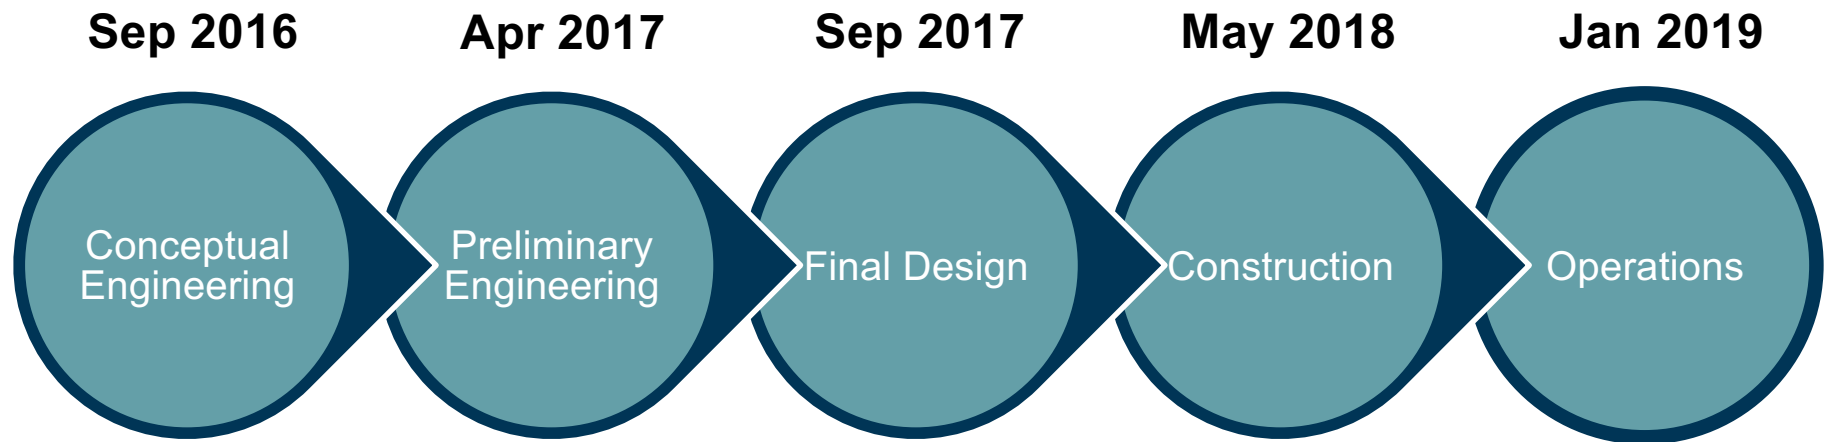 Sep 2016
Apr 2017
Sep 2017
May 2018
Jan 2019
Conceptual
Engineering
Preliminary
Engineering
Final Design
Construction
Operations